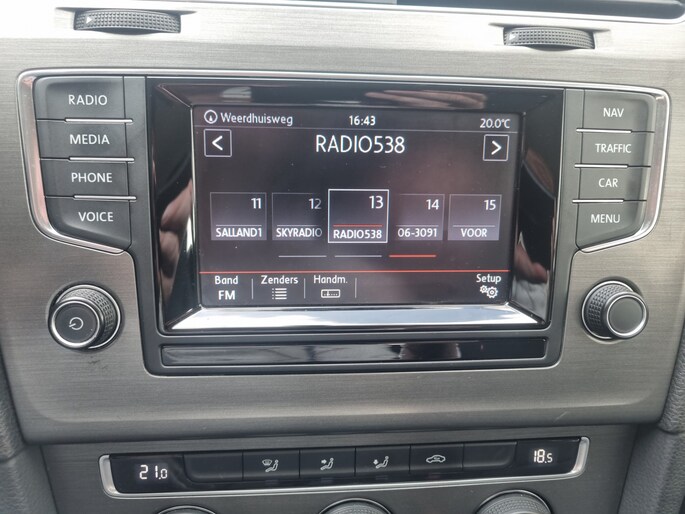 RADIO
MEDIA
PHONE
VOICE
Weerdhuisweg 16:43 20.0°C
< RADIO538 >
11 12 13 14 15
SALLAND1 SKYRADIO RADIO538 06-3091 VOOR
Band Zenders Handm. Setup
FM
NAV
TRAFFIC
CAR
MENU
21.0 18.5